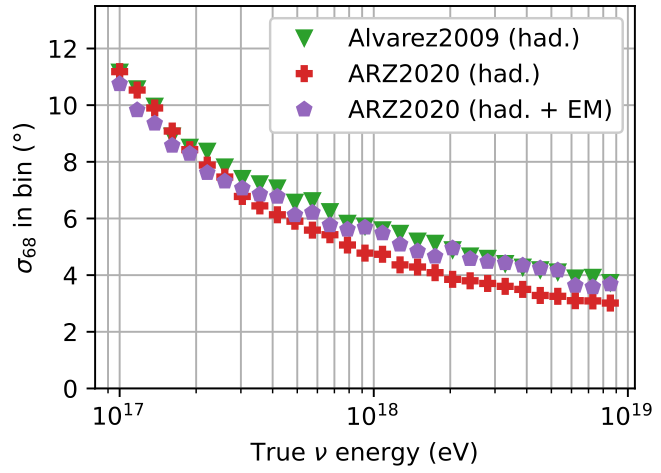 Alvarez2009 (had.)
ARZ2020 (had.)
ARZ2020 (had. + EM)
12
10
8
6
4
2
0
σ68 in bin (°)
10^17
10^18
10^19
True ν energy (eV)